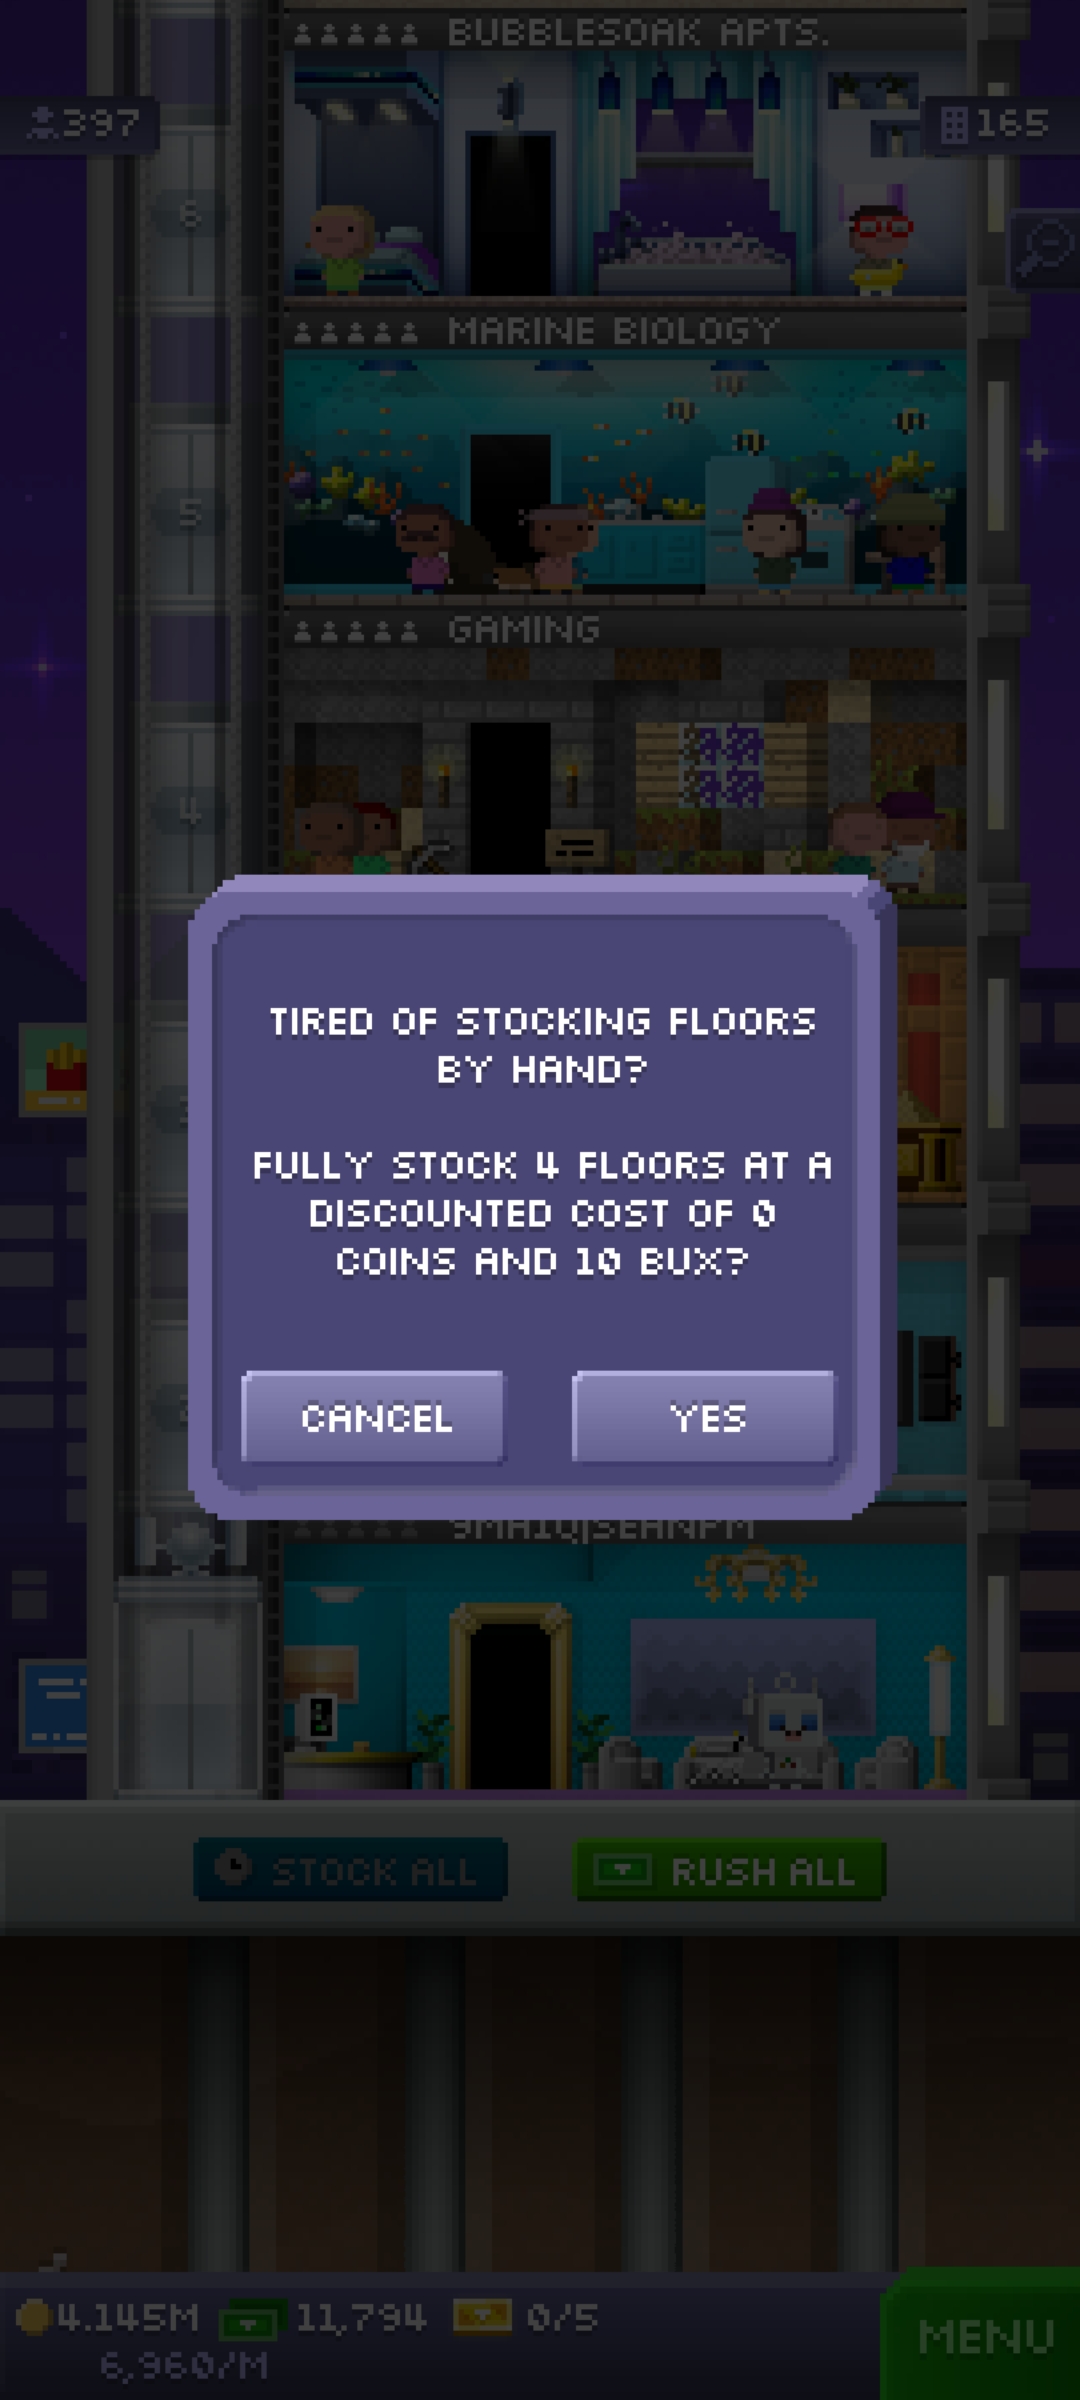 BUBBLESOAK APTS.
397
165
6
MARINE BIOLOGY
5
GAMING
4
TIRED OF STOCKING FLOORS
BY HAND?
FULLY STOCK 4 FLOORS AT A
DISCOUNTED COST OF 0
COINS AND 10 BUX?
CANCEL
YES
STOCK ALL
RUSH ALL
4.145M
11,794
0/5
6,960/M
MENU